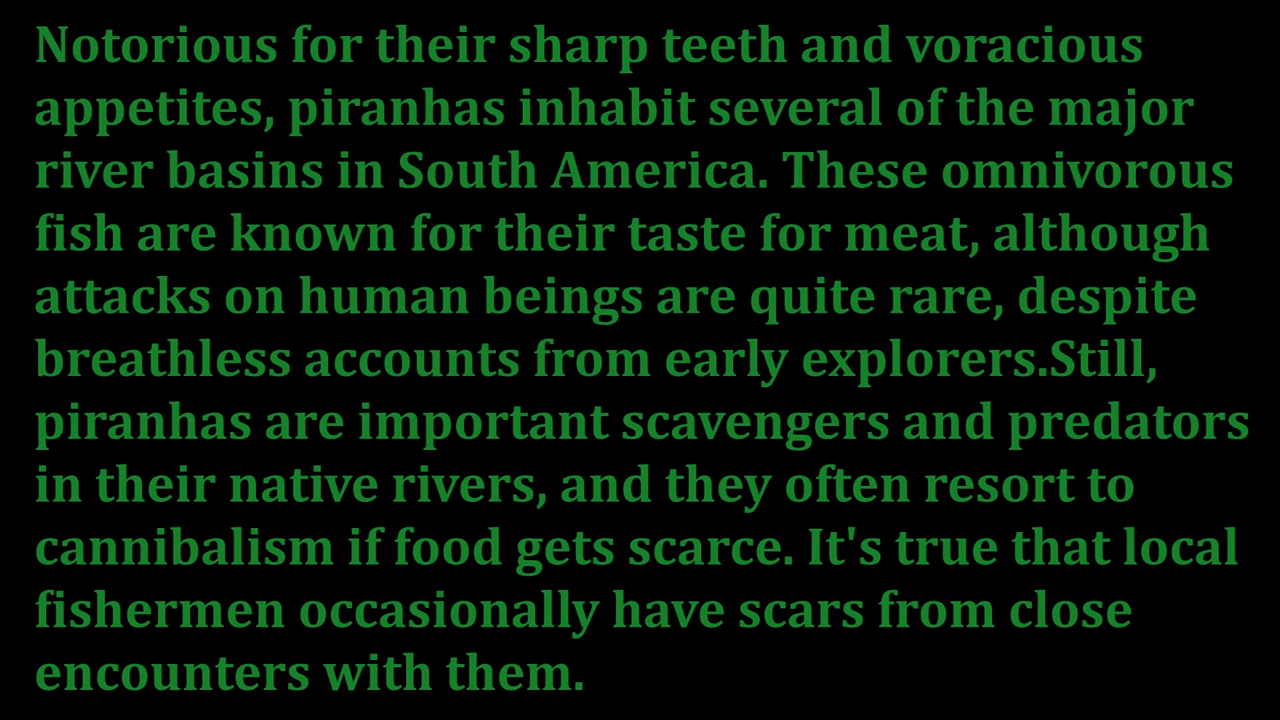 Notorious for their sharp teeth and voracious
appetites, piranhas inhabit several of the major
river basins in South America. These omnivorous
fish are known for their taste for meat, although
attacks on human beings are quite rare, despite
breathless accounts from early explorers.Still,
piranhas are important scavengers and predators
in their native rivers, and they often resort to
cannibalism if food gets scarce. It's true that local
fishermen occasionally have scars from close
encounters with them.